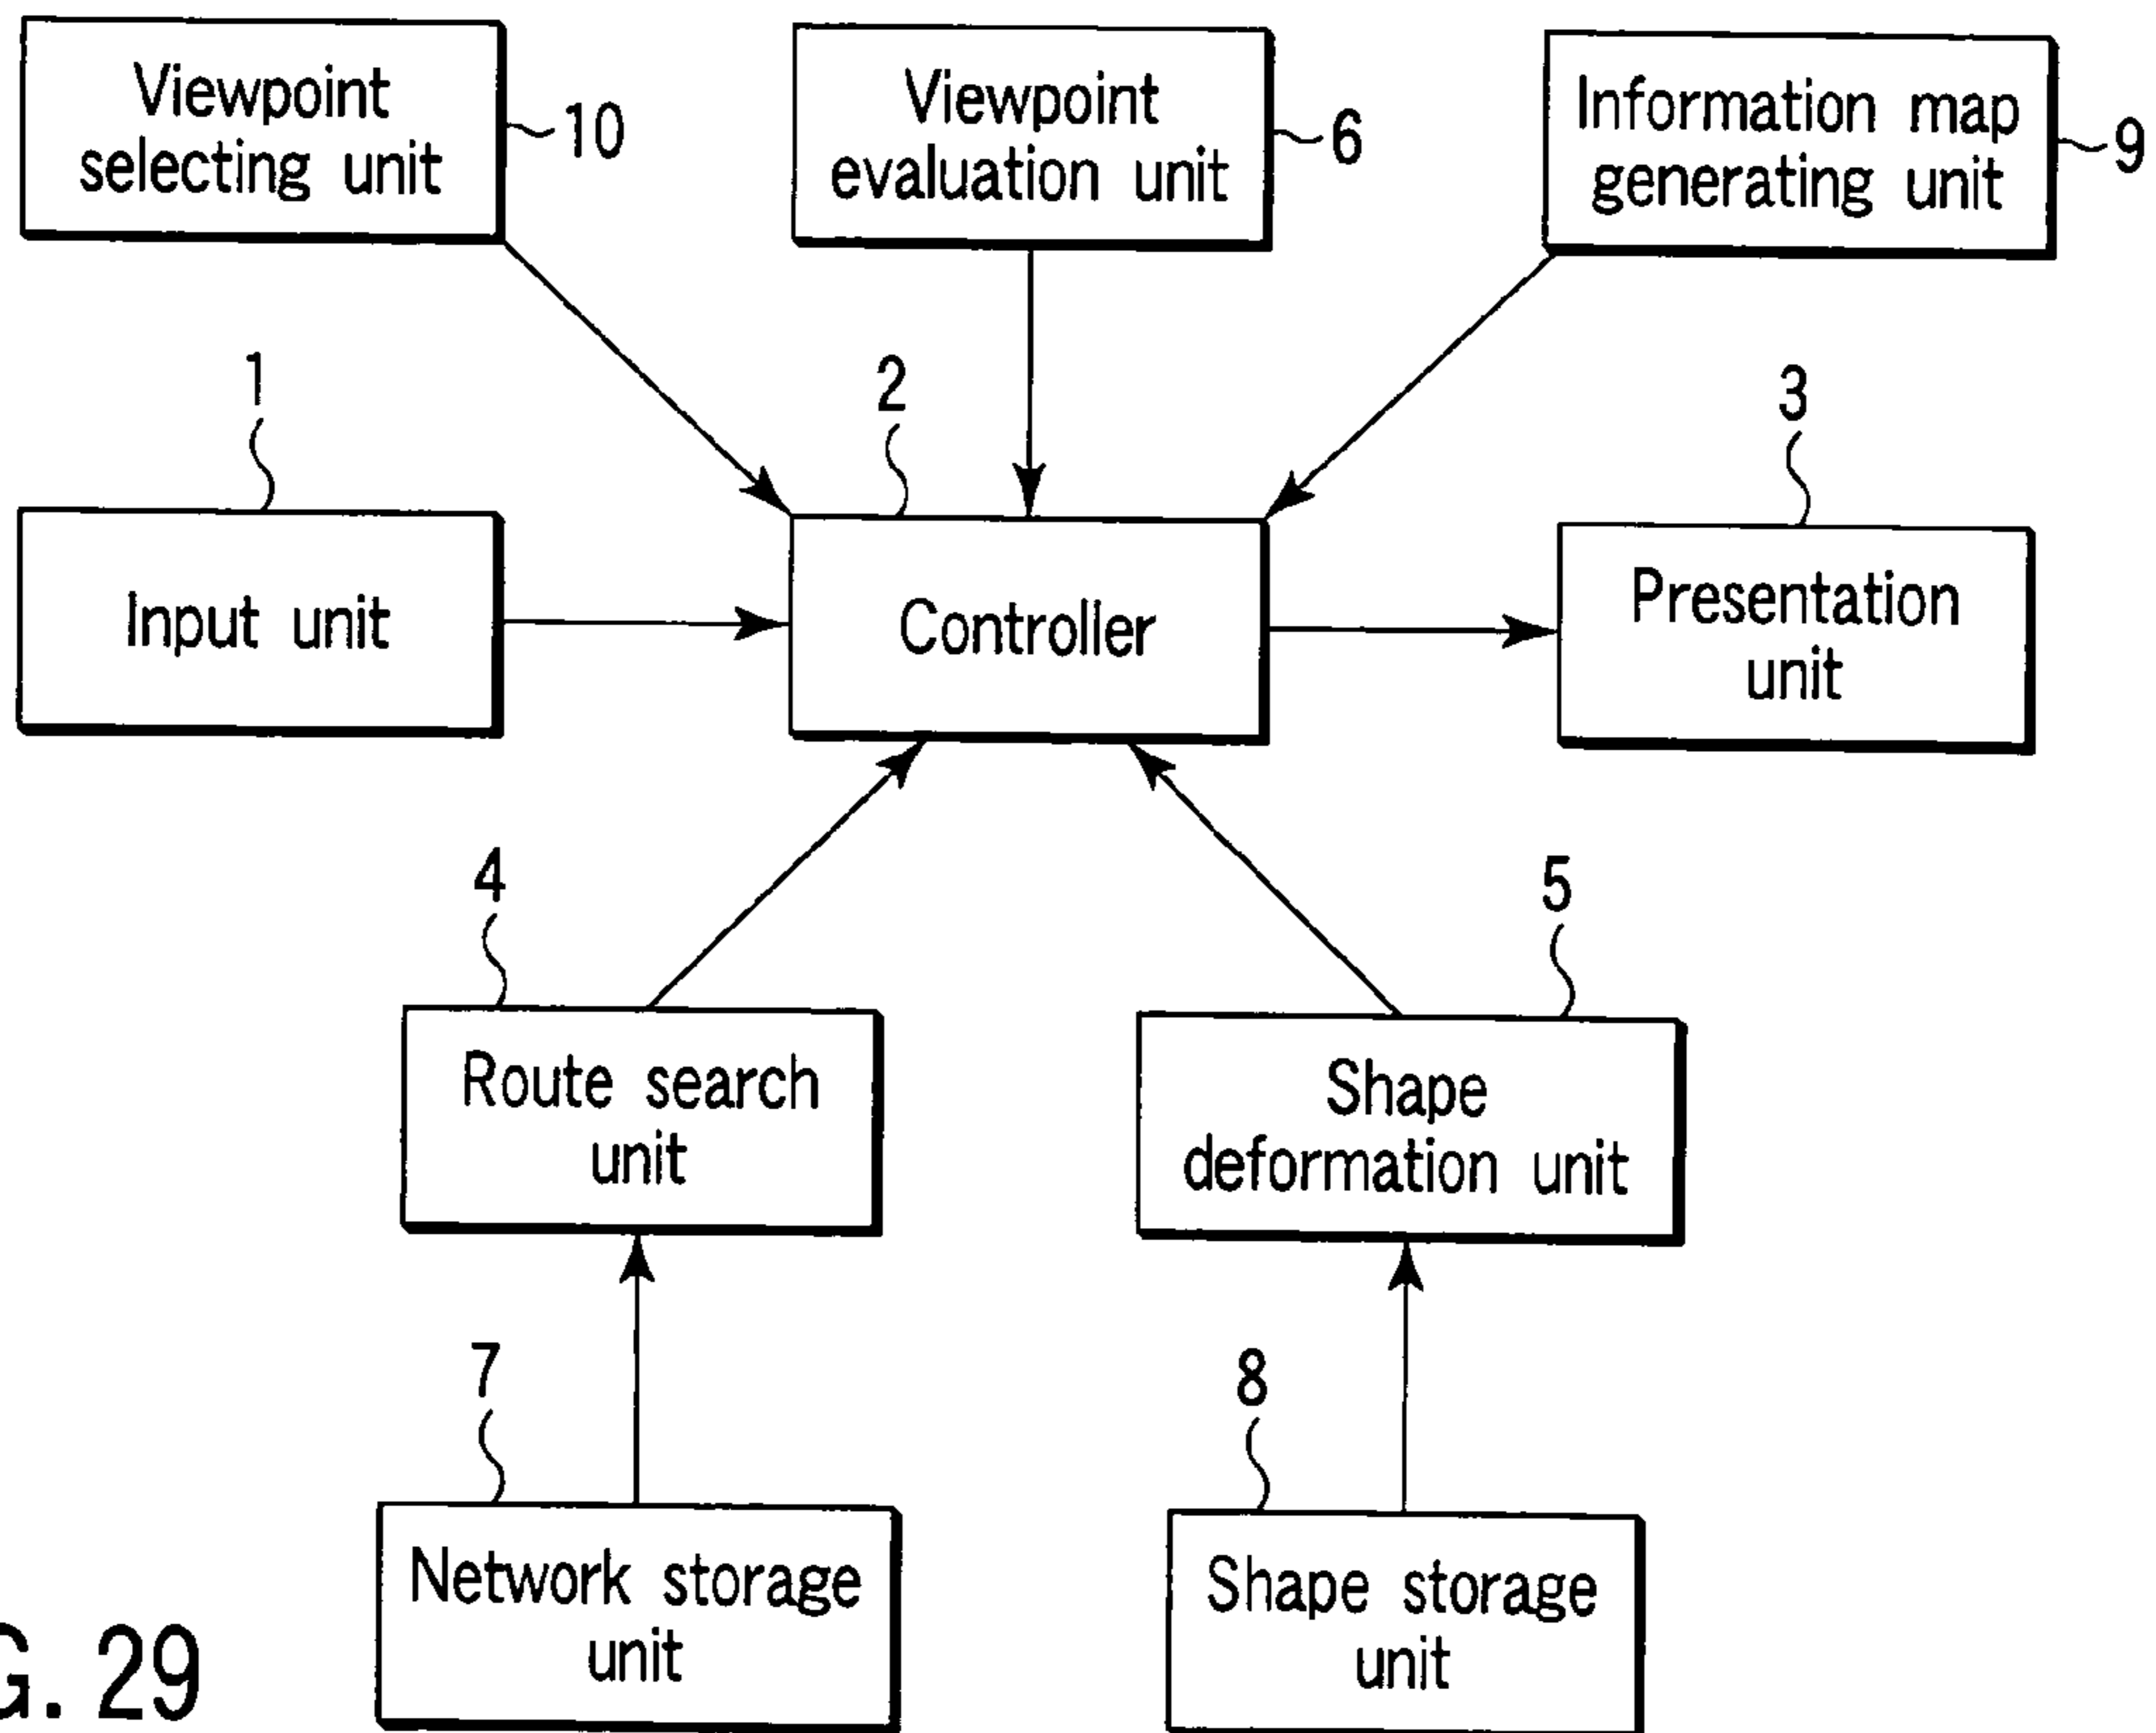 Viewpoint
selecting unit
10
Viewpoint
evaluation unit
6
Information map
generating unit
9
1
2
3
Input unit
Controller
Presentation
unit
4
5
Route search
unit
Shape
deformation unit
7
8
Network storage
unit
Shape storage
unit
G. 29